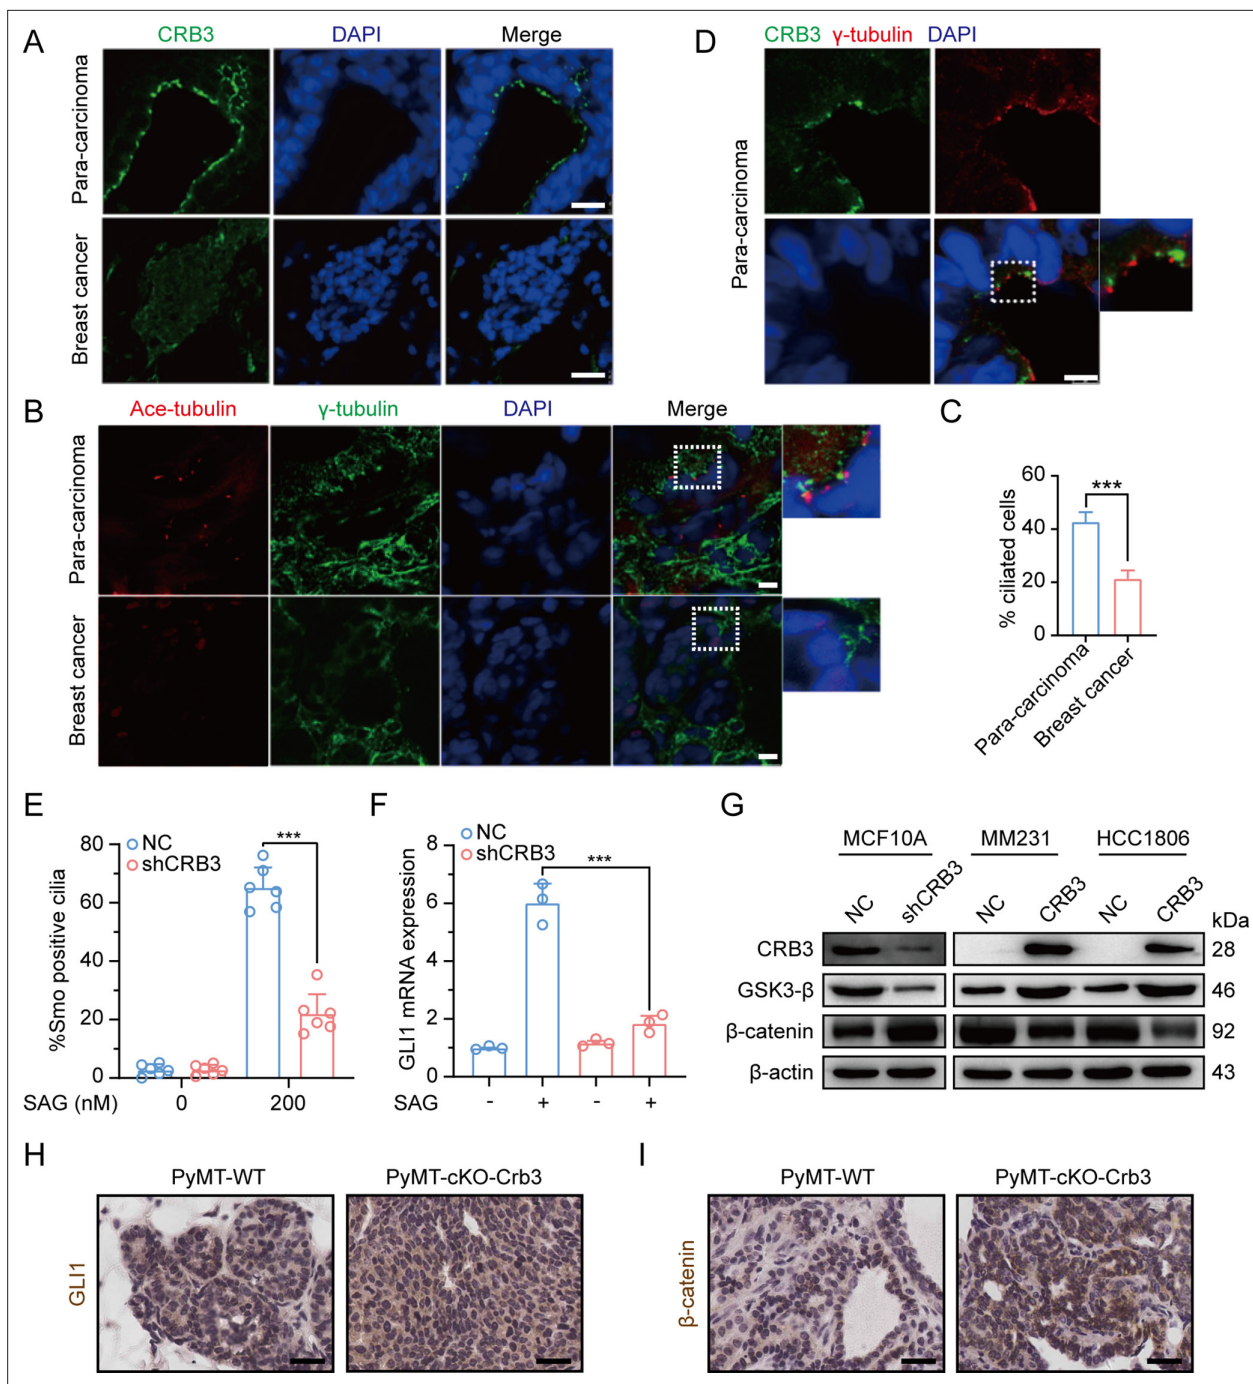 A
CRB3 DAPI Merge
Para-carcinoma
Breast cancer
D
CRB3 γ-tubulin DAPI
Para-carcinoma
B
Ace-tubulin γ-tubulin DAPI Merge
Para-carcinoma
Breast cancer
C
% ciliated cells
60
40
20
0
***
Para-carcinoma
Breast cancer
E
NC
shCRB3
***
%Smo positive cilia
80
60
40
20
0
SAG (nM) 0 200
F
NC
shCRB3
***
GLI1 mRNA expression
8
6
4
2
0
SAG - + - +
G
MCF10A MM231 HCC1806
NC shCRB3 NC CRB3 NC CRB3 kDa
CRB3 28
GSK3-β 46
β-catenin 92
β-actin 43
H
PyMT-WT PyMT-cKO-Crb3
GLI1
I
PyMT-WT PyMT-cKO-Crb3
β-catenin